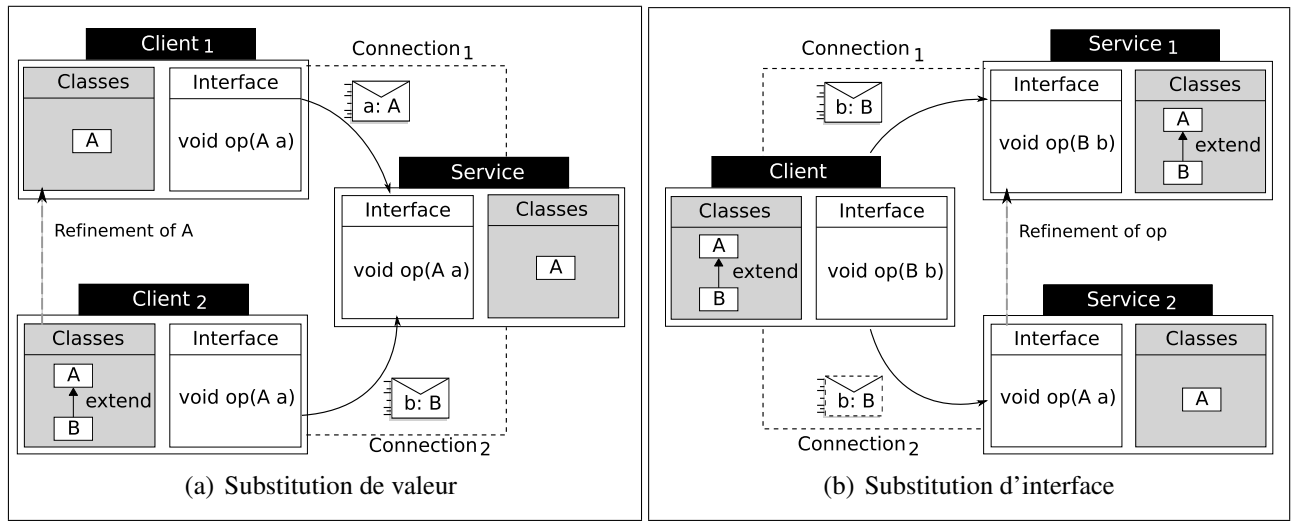 Client 1
Connection 1
Classes
Interface
a: A
A
void op(A a)
Service
Interface
Classes
Refinement of A
void op(A a)
A
Client 2
Classes
Interface
A
extend
B
void op(A a)
b: B
Connection 2
(a) Substitution de valeur
Service 1
Connection 1
Interface
Classes
b: B
void op(B b)
A
extend
B
Client
Classes
Interface
A
extend
B
void op(B b)
Refinement of op
Service 2
Interface
Classes
b: B
void op(A a)
A
Connection 2
(b) Substitution d'interface